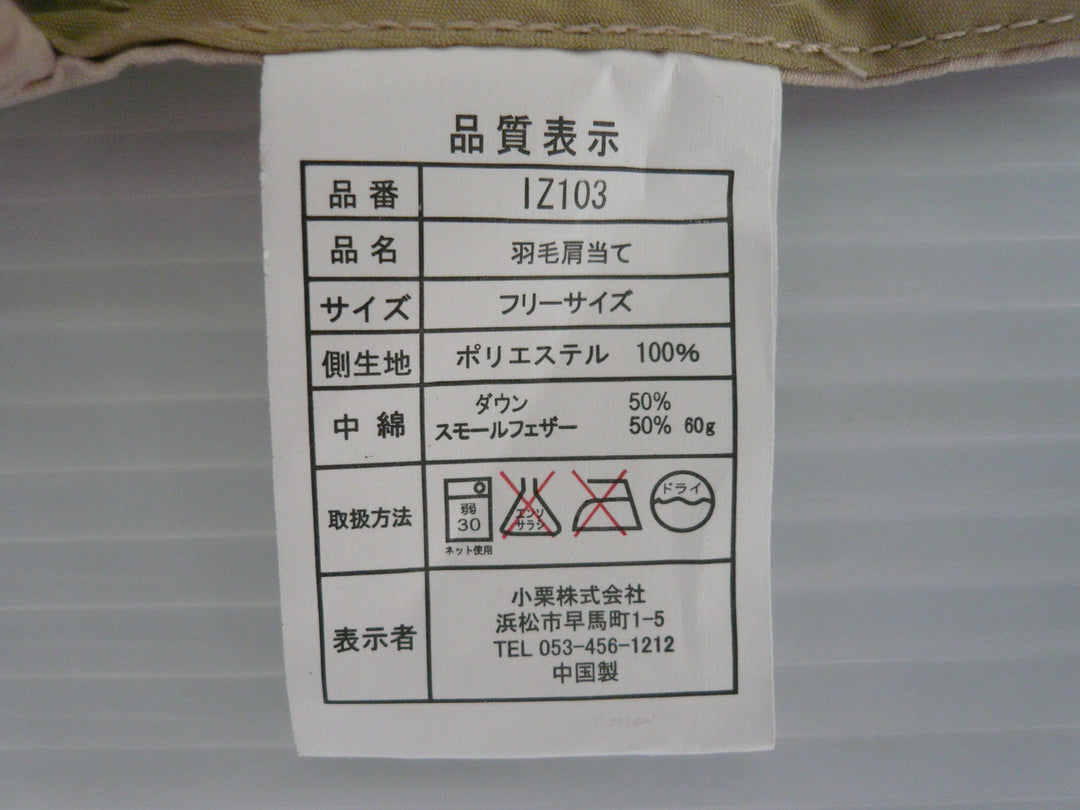 品質表示
品番 IZ103
品名 羽毛肩当て
サイズ フリーサイズ
側生地 ポリエステル 100%
中綿 ダウン 50%
スモールフェザー 50% 60g
取扱方法 弱 30 ネット使用 エンソ サラシ ドライ
表示者 小栗株式会社
浜松市早馬町1-5
TEL 053-456-1212
中国製